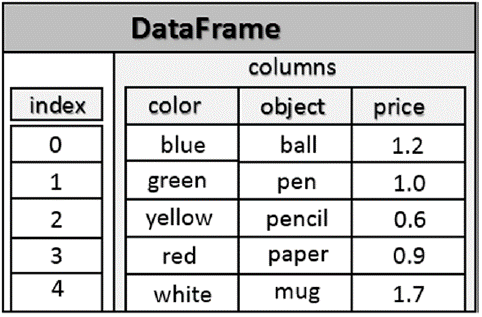 DataFrame
columns
index color object price
0 blue ball 1.2
1 green pen 1.0
2 yellow pencil 0.6
3 red paper 0.9
4 white mug 1.7